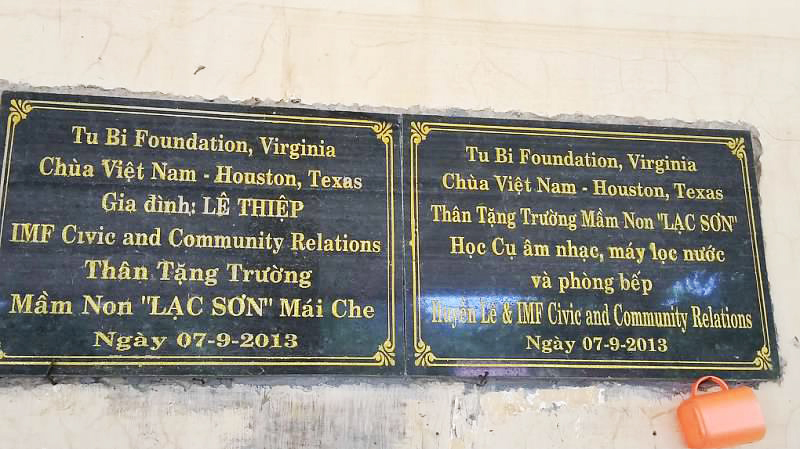 Tu Bi Foundation, Virginia
Chùa Việt Nam - Houston, Texas
Gia đình: LÊ THIỆP
IMF Civic and Community Relations
Thân Tặng Trường
Mầm Non "LẠC SƠN" Mái Che
Ngày 07-9-2013
Tu Bi Foundation, Virginia
Chùa Việt Nam - Houston, Texas
Thân Tặng Trường Mầm Non "LẠC SƠN"
Học Cụ âm nhạc, máy lọc nước
và phòng bếp
Huyền Lê & IMF Civic and Community Relations
Ngày 07-9-2013